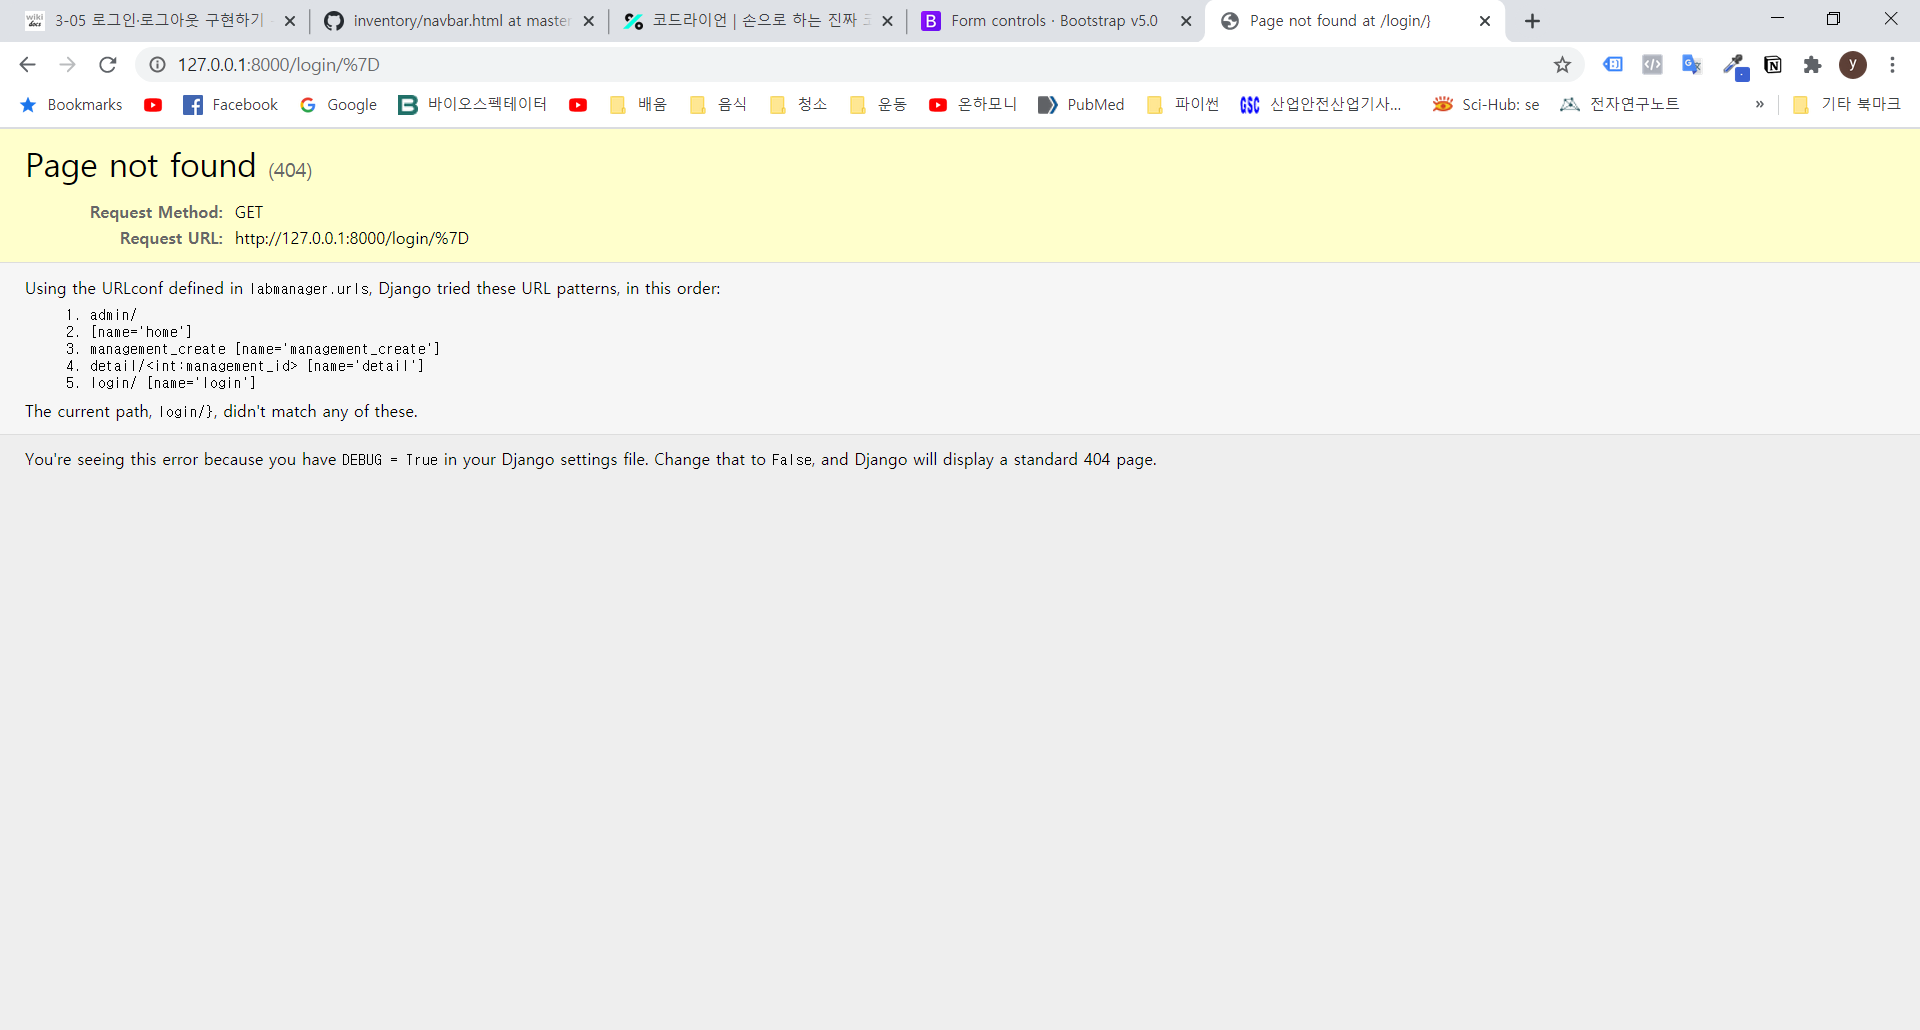 3-05 로그인·로그아웃 구현하기
inventory/navbar.html at master
코드라이언 | 손으로 하는 진짜
Form controls · Bootstrap v5.0
Page not found at /login/}
127.0.0.1:8000/login/%7D
Bookmarks
Facebook
Google
바이오스펙테이터
배움
음식
청소
운동
온하모니
PubMed
파이썬
GSC 산업안전산업기사...
Sci-Hub: se
전자연구노트
»
기타 북마크
Page not found (404)
Request Method: GET
Request URL: http://127.0.0.1:8000/login/%7D
Using the URLconf defined in labmanager.urls, Django tried these URL patterns, in this order:
1. admin/
2. [name='home']
3. management_create [name='management_create']
4. detail/<int:management_id> [name='detail']
5. login/ [name='login']
The current path, login/}, didn't match any of these.
You're seeing this error because you have DEBUG = True in your Django settings file. Change that to False, and Django will display a standard 404 page.